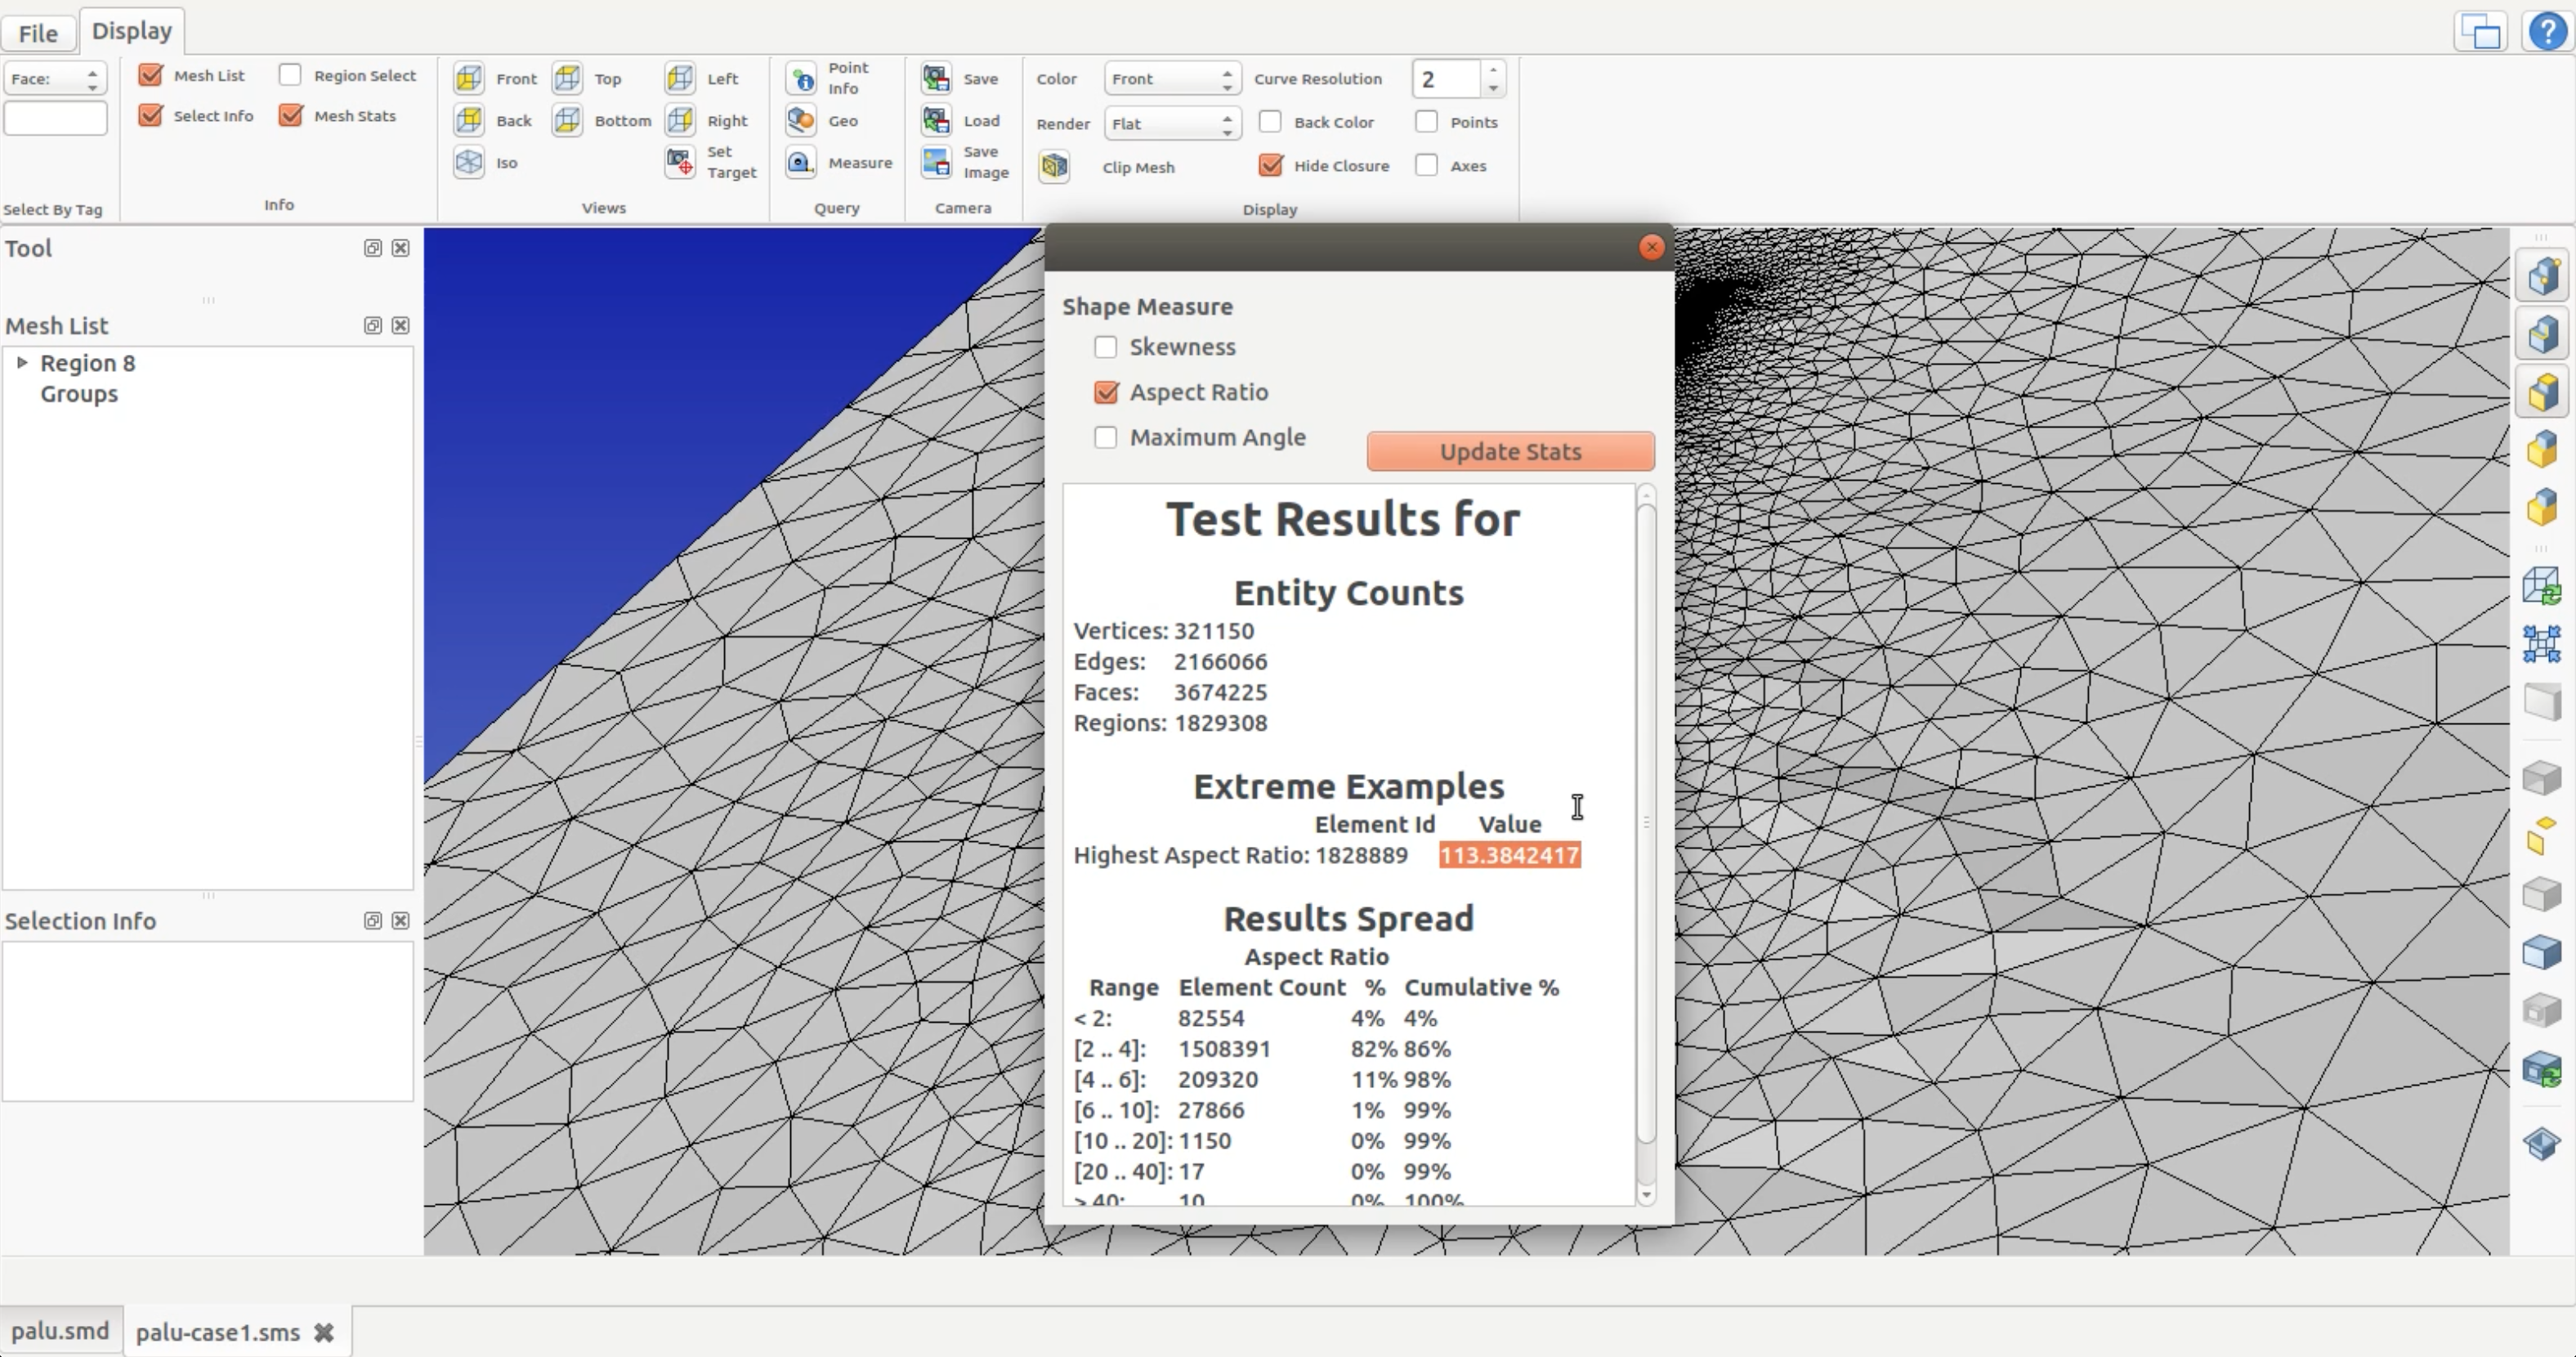 File Display
Face:
Select By Tag
Mesh List Region Select
Select Info Mesh Stats
Info
Front Top Left
Back Bottom Right
Iso Set Target
Views
Point Info
Geo
Measure
Query
Save
Load
Save Image
Camera
Color Front Curve Resolution 2
Render Flat Back Color Points
Clip Mesh Hide Closure Axes
Display
Tool
Mesh List
Region 8
Groups
Selection Info
Shape Measure
Skewness
Aspect Ratio
Maximum Angle
Update Stats
Test Results for
Entity Counts
Vertices: 321150
Edges: 2166066
Faces: 3674225
Regions: 1829308
Extreme Examples
Element Id Value
Highest Aspect Ratio: 1828889 113.3842417
Results Spread
Aspect Ratio
Range Element Count % Cumulative %
< 2: 82554 4% 4%
[2 .. 4]: 1508391 82% 86%
[4 .. 6]: 209320 11% 98%
[6 .. 10]: 27866 1% 99%
[10 .. 20]: 1150 0% 99%
[20 .. 40]: 17 0% 99%
> 40: 10 0% 100%
palu.smd palu-case1.sms